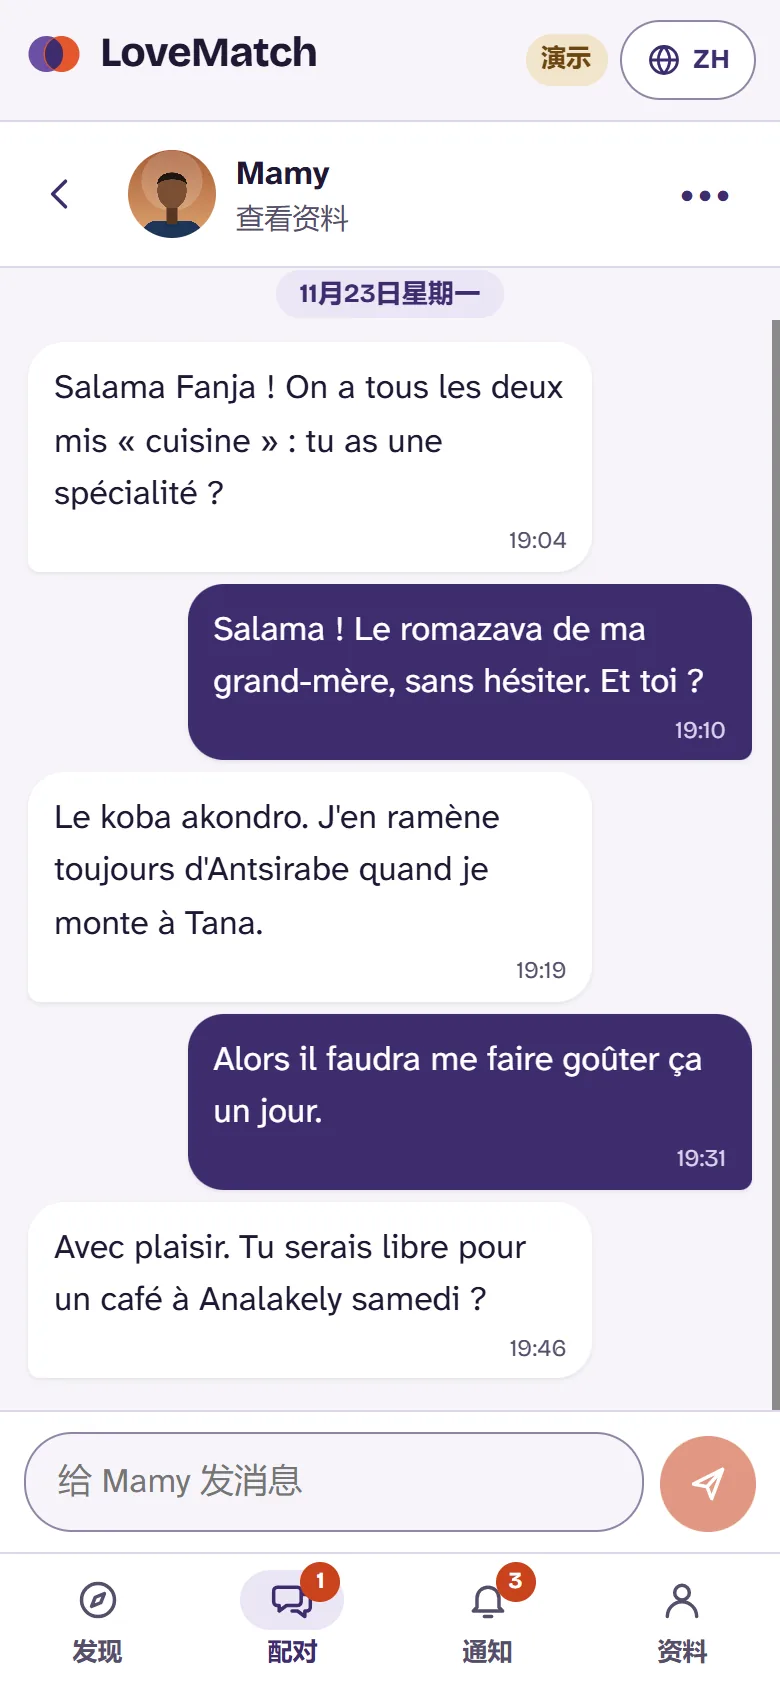 LoveMatch
演示
ZH
Mamy
查看资料
11月23日星期一
Salama Fanja ! On a tous les deux
mis « cuisine » : tu as une
spécialité ?
19:04
Salama ! Le romazava de ma
grand-mère, sans hésiter. Et toi ?
19:10
Le koba akondro. J'en ramène
toujours d'Antsirabe quand je
monte à Tana.
19:19
Alors il faudra me faire goûter ça
un jour.
19:31
Avec plaisir. Tu serais libre pour
un café à Analakely samedi ?
19:46
给 Mamy 发消息
1
3
发现
配对
通知
资料